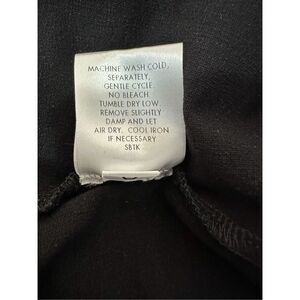 MACHINE WASH COLD,
SEPARATELY,
GENTLE CYCLE.
NO BLEACH.
TUMBLE DRY LOW.
REMOVE SLIGHTLY
DAMP AND LET
AIR DRY. COOL IRON
IF NECESSARY
SB1K